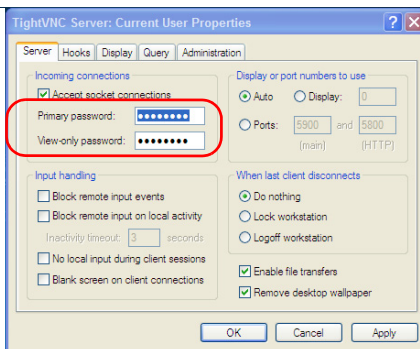 TightVNC Server: Current User Properties
Server Hooks Display Query Administration
Incoming connections
Accept socket connections
Primary password: ••••••••
View-only password: ••••••••
Display or port numbers to use
Auto Display: 0
Ports: 5900 and 5800
(main) (HTTP)
Input handling
Block remote input events
Block remote input on local activity
Inactivity timeout: 3 seconds
No local input during client sessions
Blank screen on client connections
When last client disconnects
Do nothing
Lock workstation
Logoff workstation
Enable file transfers
Remove desktop wallpaper
OK Cancel Apply